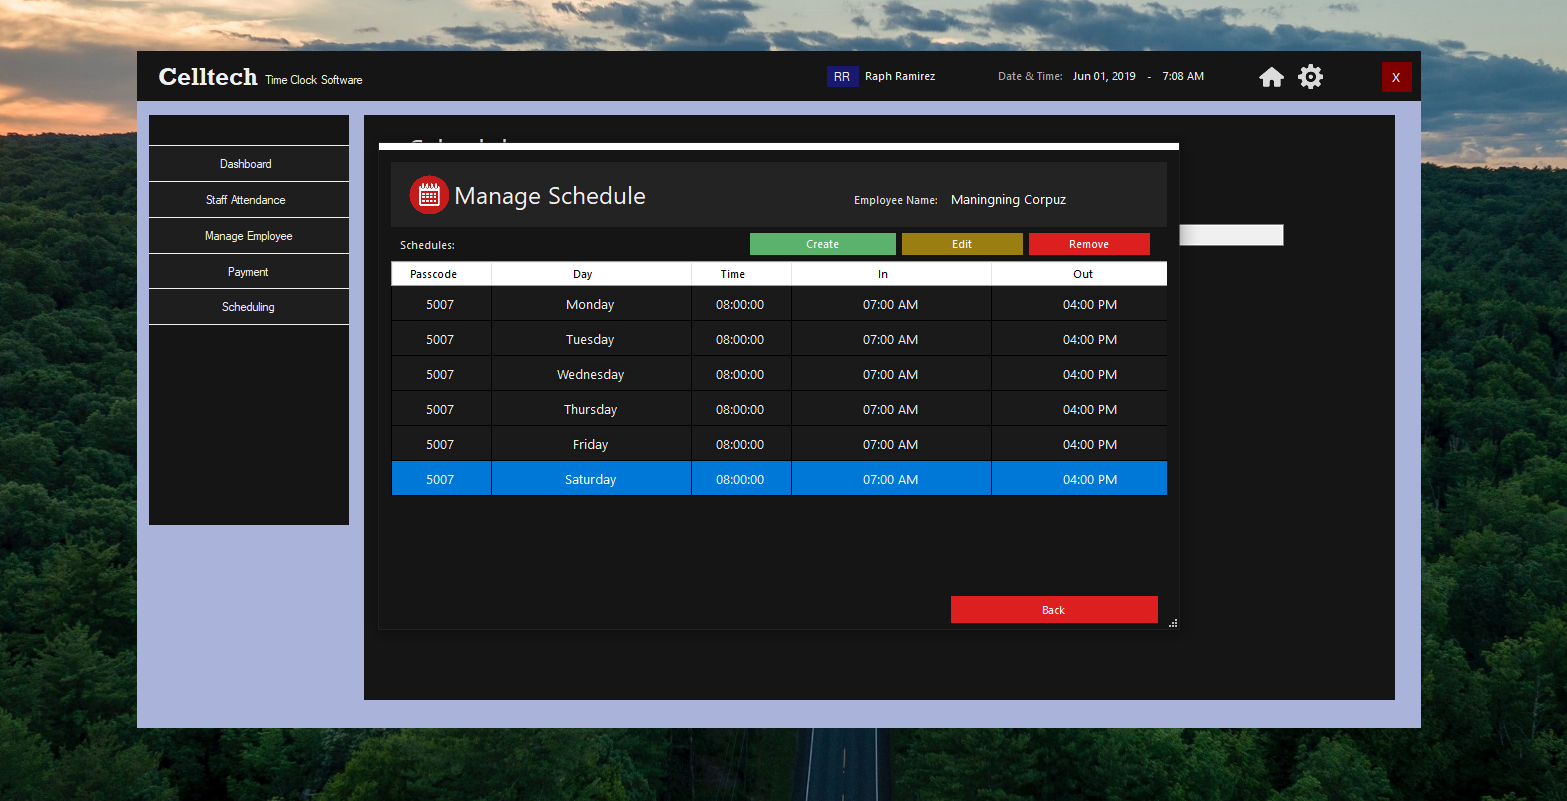 Celltech Time Clock Software RR Raph Ramirez Date & Time: Jun 01, 2019 - 7:08 AM X
Dashboard
Staff Attendance
Manage Employee
Payment
Scheduling
Manage Schedule Employee Name: Maningning Corpuz
Schedules: Create Edit Remove
Passcode Day Time In Out
5007 Monday 08:00:00 07:00 AM 04:00 PM
5007 Tuesday 08:00:00 07:00 AM 04:00 PM
5007 Wednesday 08:00:00 07:00 AM 04:00 PM
5007 Thursday 08:00:00 07:00 AM 04:00 PM
5007 Friday 08:00:00 07:00 AM 04:00 PM
5007 Saturday 08:00:00 07:00 AM 04:00 PM
Back